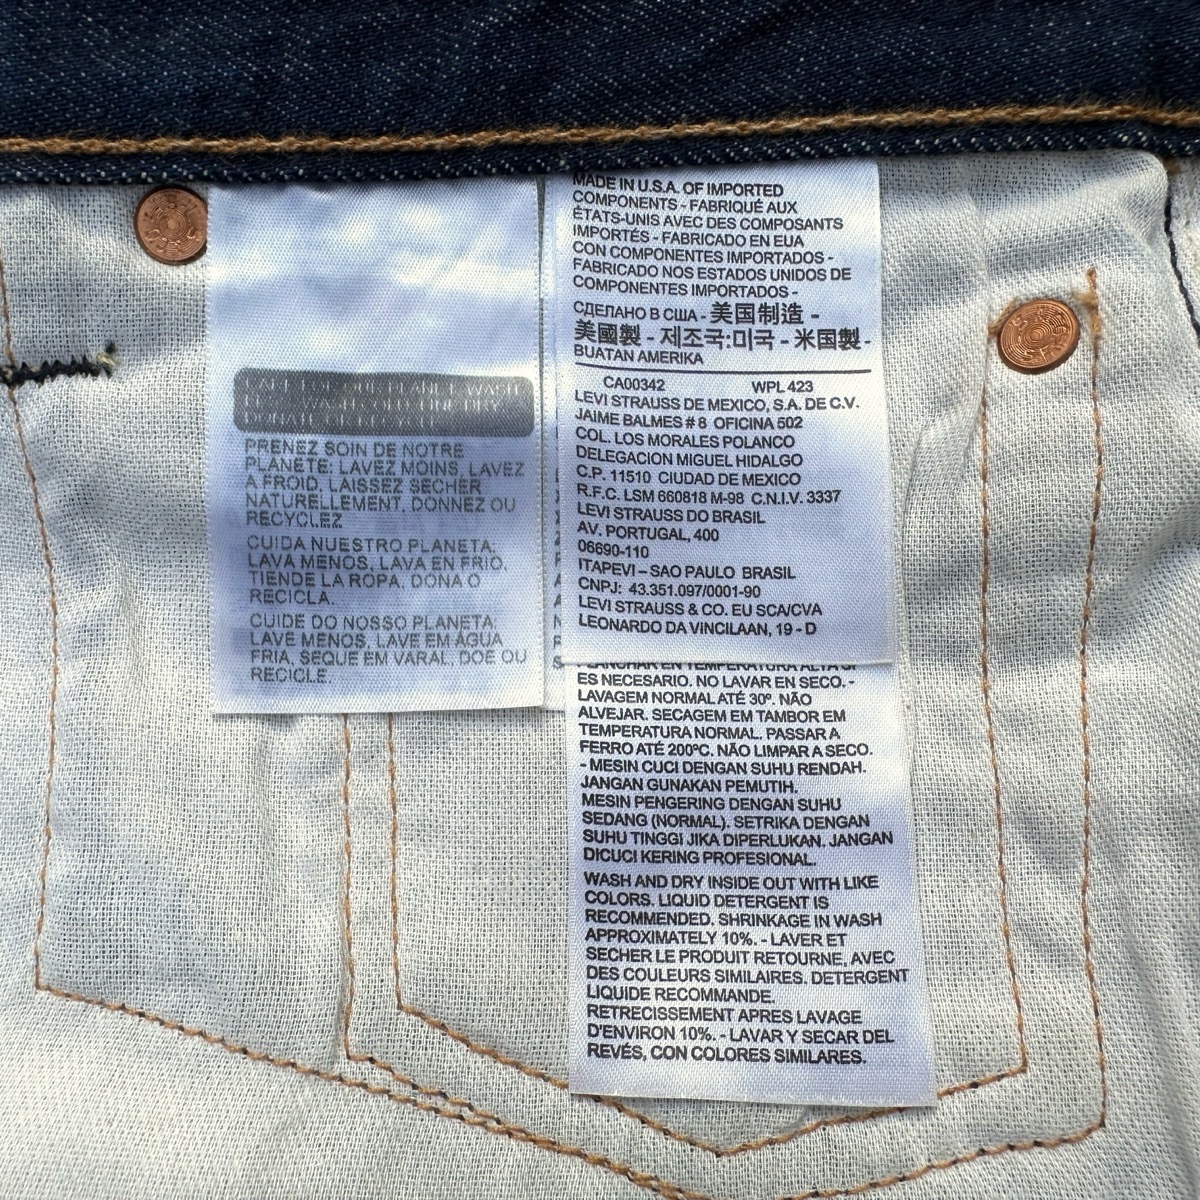 PRENEZ SOIN DE NOTRE
PLANÈTE: LAVEZ MOINS, LAVEZ
A FROID, LAISSEZ SECHER
NATURELLEMENT, DONNEZ OU
RECYCLEZ
CUIDA NUESTRO PLANETA:
LAVA MENOS, LAVA EN FRIO,
TIENDE LA ROPA, DONA O
RECICLA.
CUIDE DO NOSSO PLANETA:
LAVE MENOS, LAVE EM ÁGUA
FRIA, SEQUE EM VARAL, DOE OU
RECICLE.
MADE IN U.S.A. OF IMPORTED
COMPONENTS - FABRIQUÉ AUX
ÉTATS-UNIS AVEC DES COMPOSANTS
IMPORTÉS - FABRICADO EN EUA
CON COMPONENTES IMPORTADOS -
FABRICADO NOS ESTADOS UNIDOS DE
COMPONENTES IMPORTADOS -
СДЕЛАНО В США - 美国制造 -
美國製 - 제조국:미국 - 米国製 -
BUATAN AMERIKA
CA00342 WPL 423
LEVI STRAUSS DE MEXICO, S.A. DE C.V.
JAIME BALMES # 8 OFICINA 502
COL. LOS MORALES POLANCO
DELEGACION MIGUEL HIDALGO
C.P. 11510 CIUDAD DE MEXICO
R.F.C. LSM 660818 M-98 C.N.I.V. 3337
LEVI STRAUSS DO BRASIL
AV. PORTUGAL, 400
06690-110
ITAPEVI – SAO PAULO BRASIL
CNPJ: 43.351.097/0001-90
LEVI STRAUSS & CO. EU SCA/CVA
LEONARDO DA VINCILAAN, 19 - D
PLANCHAR EN TEMPERATURA ALTA SI
ES NECESARIO. NO LAVAR EN SECO. -
LAVAGEM NORMAL ATÉ 30º. NÃO
ALVEJAR. SECAGEM EM TAMBOR EM
TEMPERATURA NORMAL. PASSAR A
FERRO ATÉ 200ºC. NÃO LIMPAR A SECO.
- MESIN CUCI DENGAN SUHU RENDAH.
JANGAN GUNAKAN PEMUTIH.
MESIN PENGERING DENGAN SUHU
SEDANG (NORMAL). SETRIKA DENGAN
SUHU TINGGI JIKA DIPERLUKAN. JANGAN
DICUCI KERING PROFESIONAL.
WASH AND DRY INSIDE OUT WITH LIKE
COLORS. LIQUID DETERGENT IS
RECOMMENDED. SHRINKAGE IN WASH
APPROXIMATELY 10%. - LAVER ET
SECHER LE PRODUIT RETOURNE, AVEC
DES COULEURS SIMILAIRES. DETERGENT
LIQUIDE RECOMMANDE.
RETRECISSEMENT APRES LAVAGE
D'ENVIRON 10%. - LAVAR Y SECAR DEL
REVÉS, CON COLORES SIMILARES.